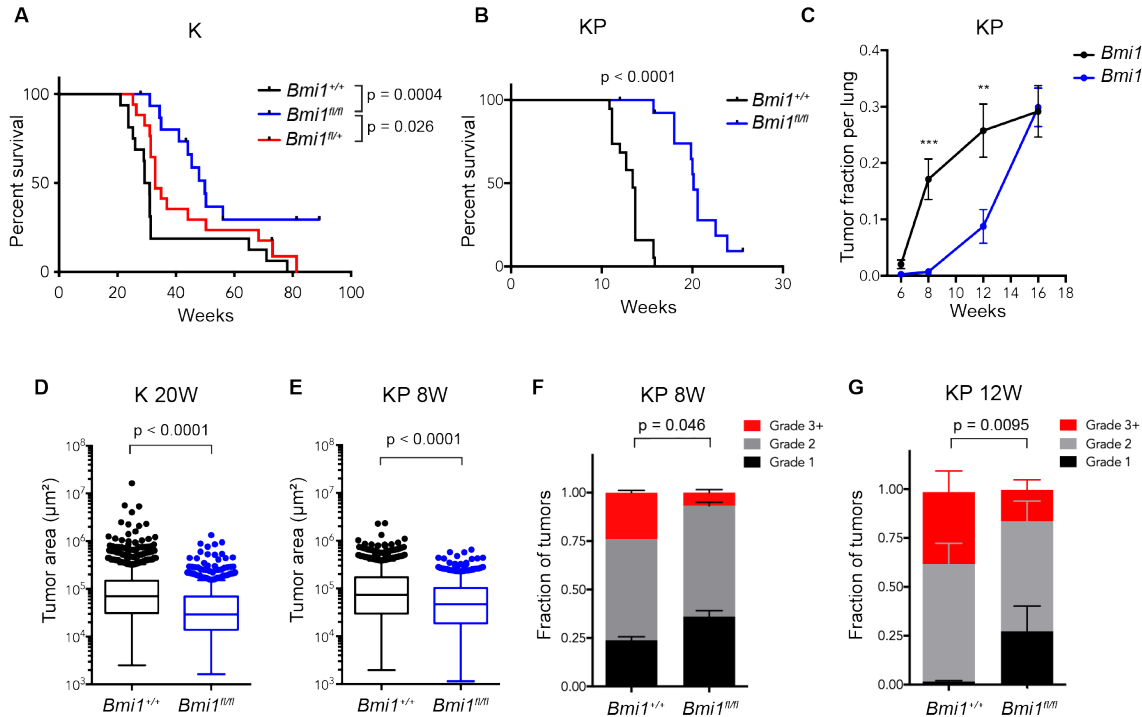 A
K
Percent survival
100
50
0
0 20 40 60 80 100
Weeks
Bmi1+/+
Bmi1fl/fl
Bmi1fl/+
p = 0.0004
p = 0.026
B
KP
p < 0.0001
Percent survival
100
50
0
0 10 20 30
Weeks
Bmi1+/+
Bmi1fl/fl
C
KP
Tumor fraction per lung
0.4
0.3
0.2
0.1
0.0
6 8 10 12 14 16 18
Weeks
***
**
Bmi1
Bmi1
D
K 20W
p < 0.0001
Tumor area (µm²)
10⁸
10⁷
10⁶
10⁵
10⁴
10³
Bmi1+/+ Bmi1fl/fl
E
KP 8W
p < 0.0001
Tumor area (µm²)
10⁸
10⁷
10⁶
10⁵
10⁴
10³
Bmi1+/+ Bmi1fl/fl
F
KP 8W
p = 0.046
Grade 3+
Grade 2
Grade 1
Fraction of tumors
1.00
0.75
0.50
0.25
0.00
Bmi1+/+ Bmi1fl/fl
G
KP 12W
p = 0.0095
Grade 3+
Grade 2
Grade 1
Fraction of tumors
1.00
0.75
0.50
0.25
0.00
Bmi1+/+ Bmi1fl/fl